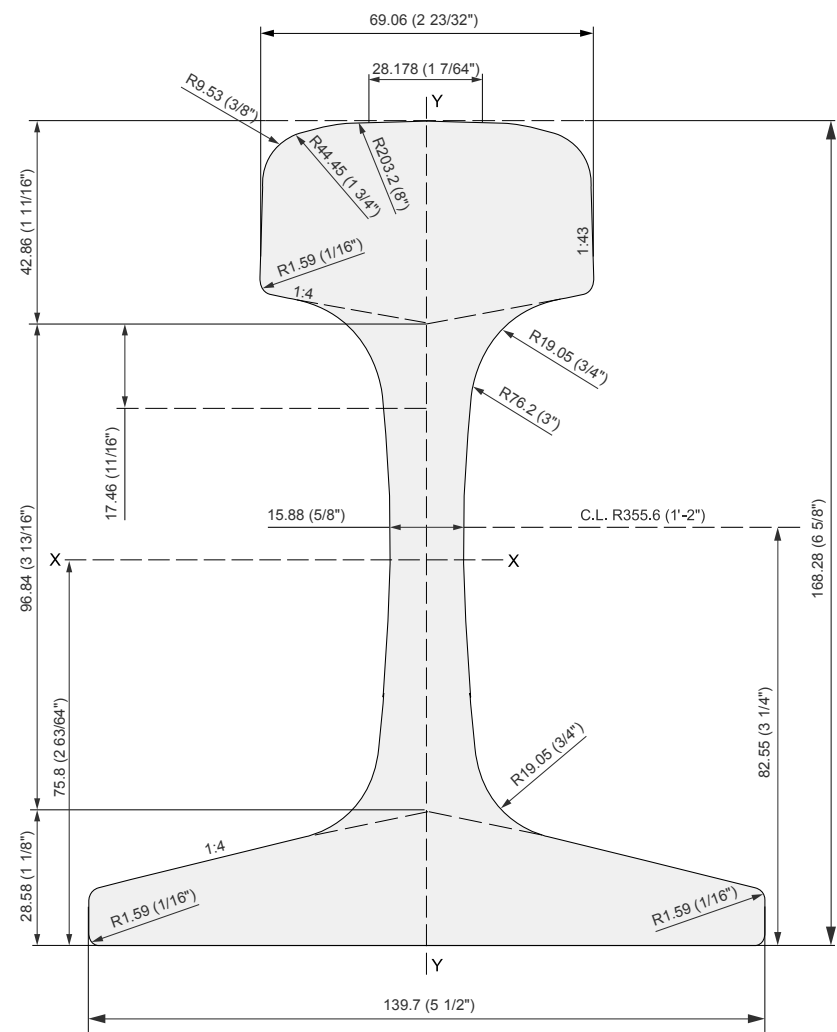 69.06 (2 23/32")
28.178 (1 7/64")
Y
R9.53 (3/8")
R44.45 (1 3/4")
R203.2 (8")
42.86 (1 11/16")
R1.59 (1/16")
1:43
1:4
R19.05 (3/4")
R76.2 (3")
17.46 (11/16")
15.88 (5/8")
C.L. R355.6 (1'-2")
168.28 (6 5/8")
96.84 (3 13/16")
X
X
75.8 (2 63/64")
82.55 (3 1/4")
R19.05 (3/4")
1:4
28.58 (1 1/8")
R1.59 (1/16")
R1.59 (1/16")
Y
139.7 (5 1/2")